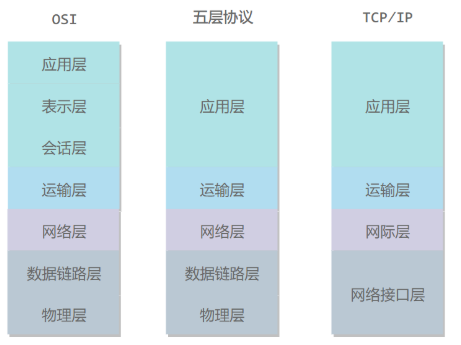 OSI
五层协议
TCP/IP
应用层
表示层
会话层
运输层
网络层
数据链路层
物理层
应用层
运输层
网络层
数据链路层
物理层
应用层
运输层
网际层
网络接口层